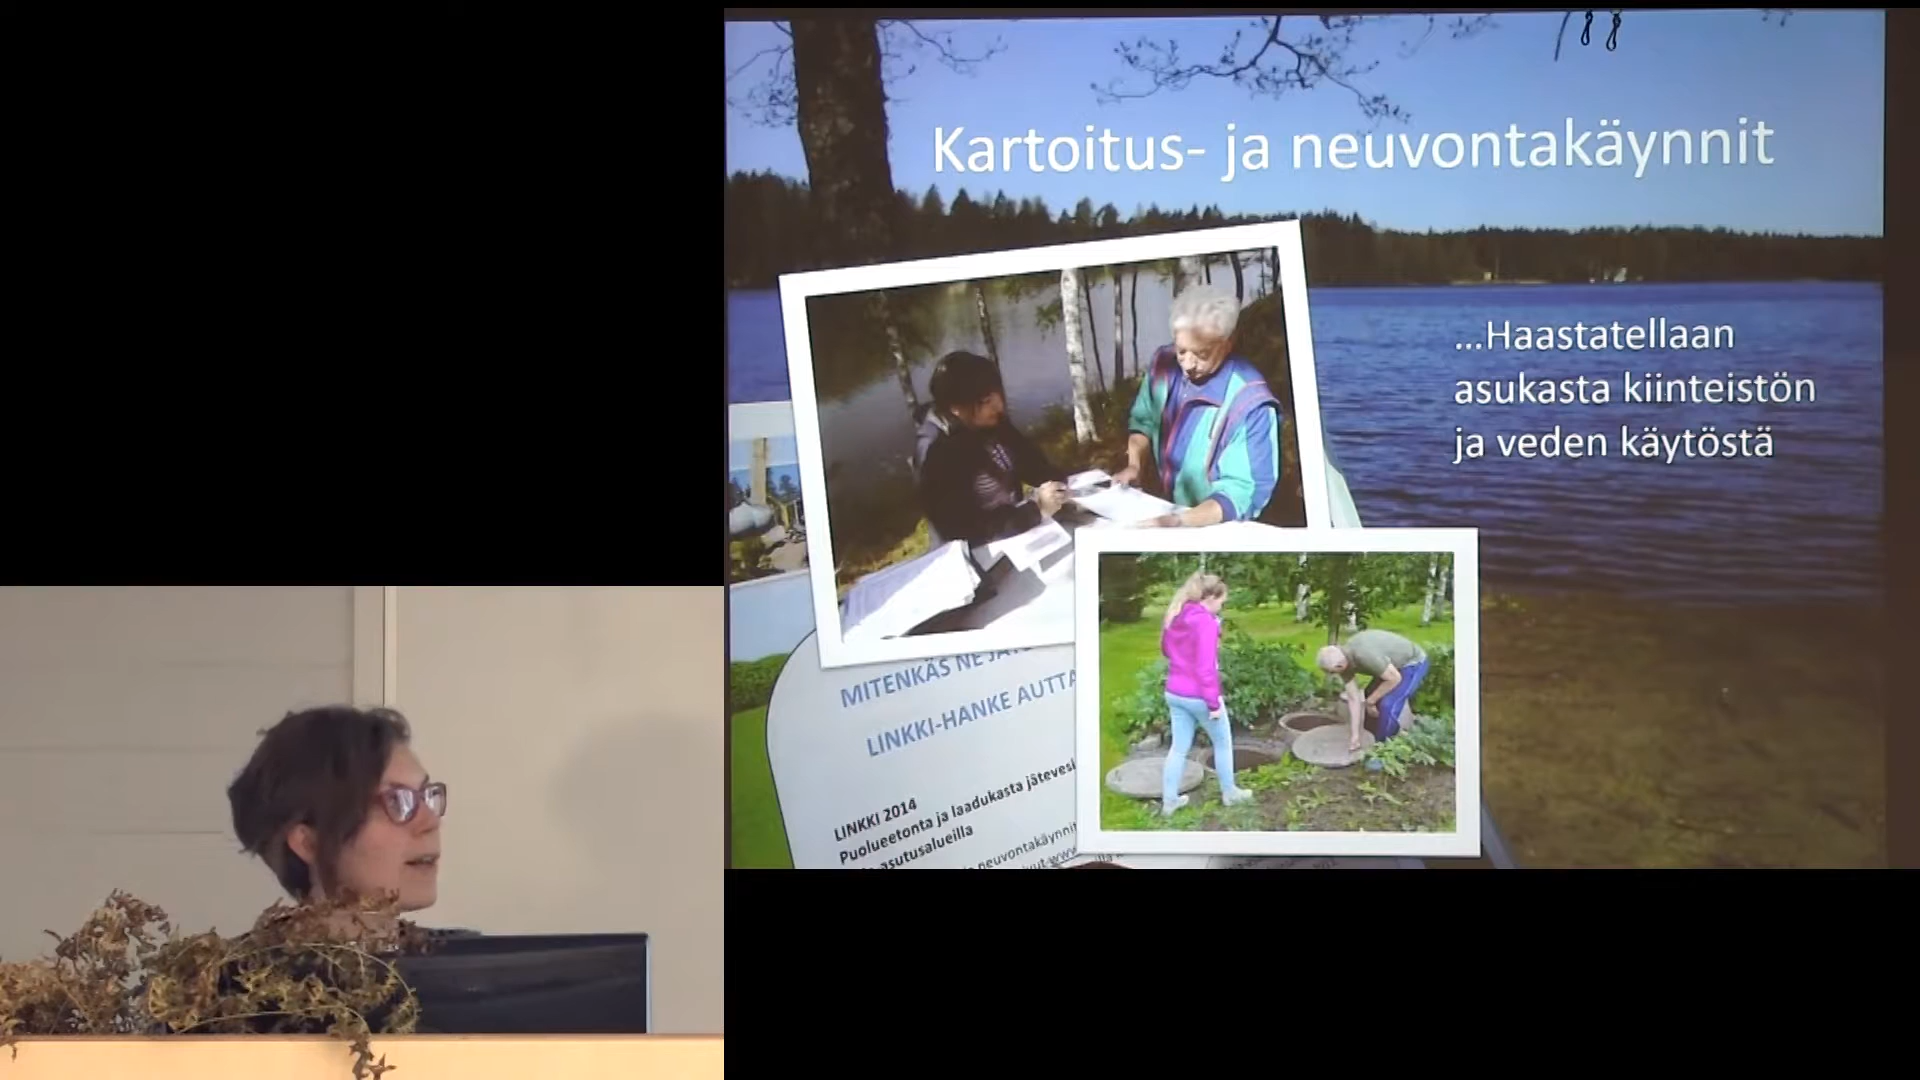 Kartoitus- ja neuvontakäynnit
...Haastatellaan
asukasta kiinteistön
ja veden käytöstä
MITENKÄS NE
LINKKI-HANKE AUTTA
LINKKI 2014
Puolueetonta ja laadukasta jätevesi
asutusalueilla
neuvontakäynnit